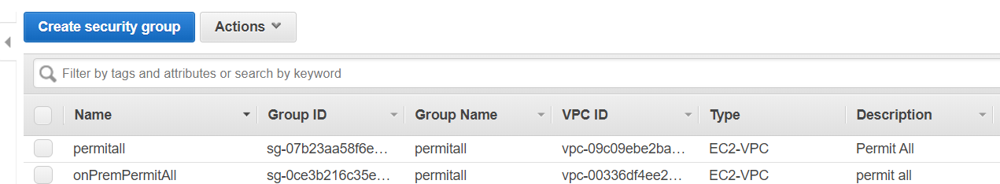 Create security group Actions
Filter by tags and attributes or search by keyword
Name Group ID Group Name VPC ID Type Description
permitall sg-07b23aa58f6e… permitall vpc-09c09ebe2ba… EC2-VPC Permit All
onPremPermitAll sg-0ce3b216c35e… permitall vpc-00336df4ee2… EC2-VPC permit all